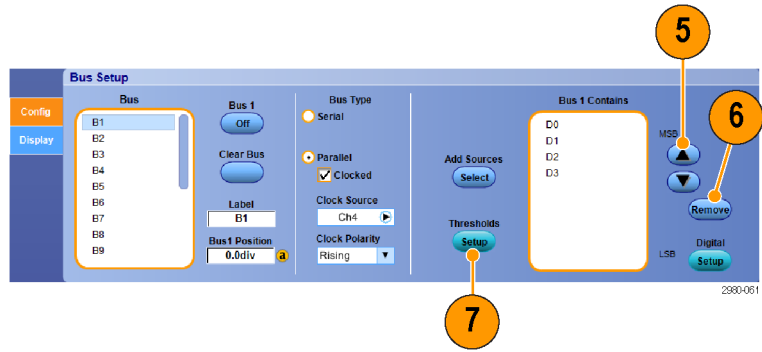 5
Bus Setup
Config
Display
Bus
B1
B2
B3
B4
B5
B6
B7
B8
B9
Bus 1
Off
Clear Bus
Label
B1
Bus1 Position
0.0div a
Bus Type
Serial
Parallel
Clocked
Clock Source
Ch4
Clock Polarity
Rising
Add Sources
Select
Thresholds
Setup
Bus 1 Contains
D0
D1
D2
D3
MSB
6
Remove
LSB
Digital
Setup
7
2980-061